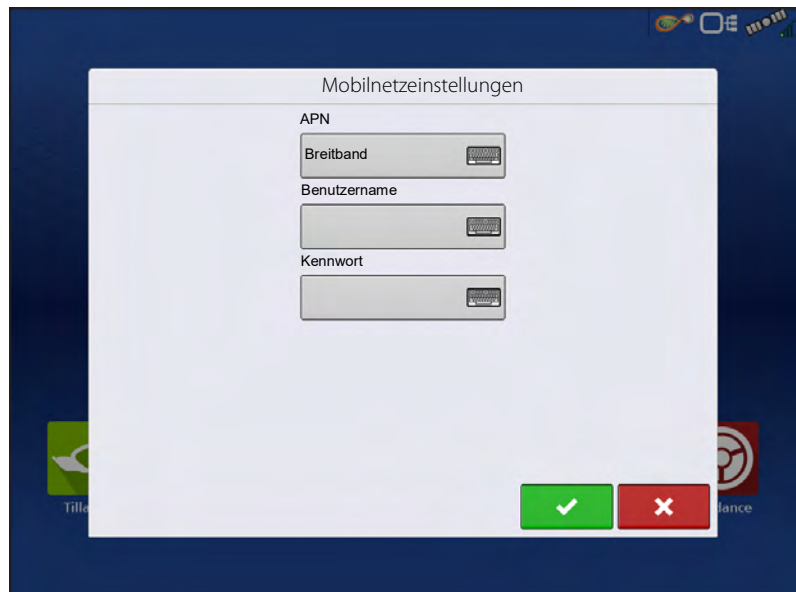 Mobilnetzeinstellungen
APN
Breitband
Benutzername
Kennwort
Tilla
dance